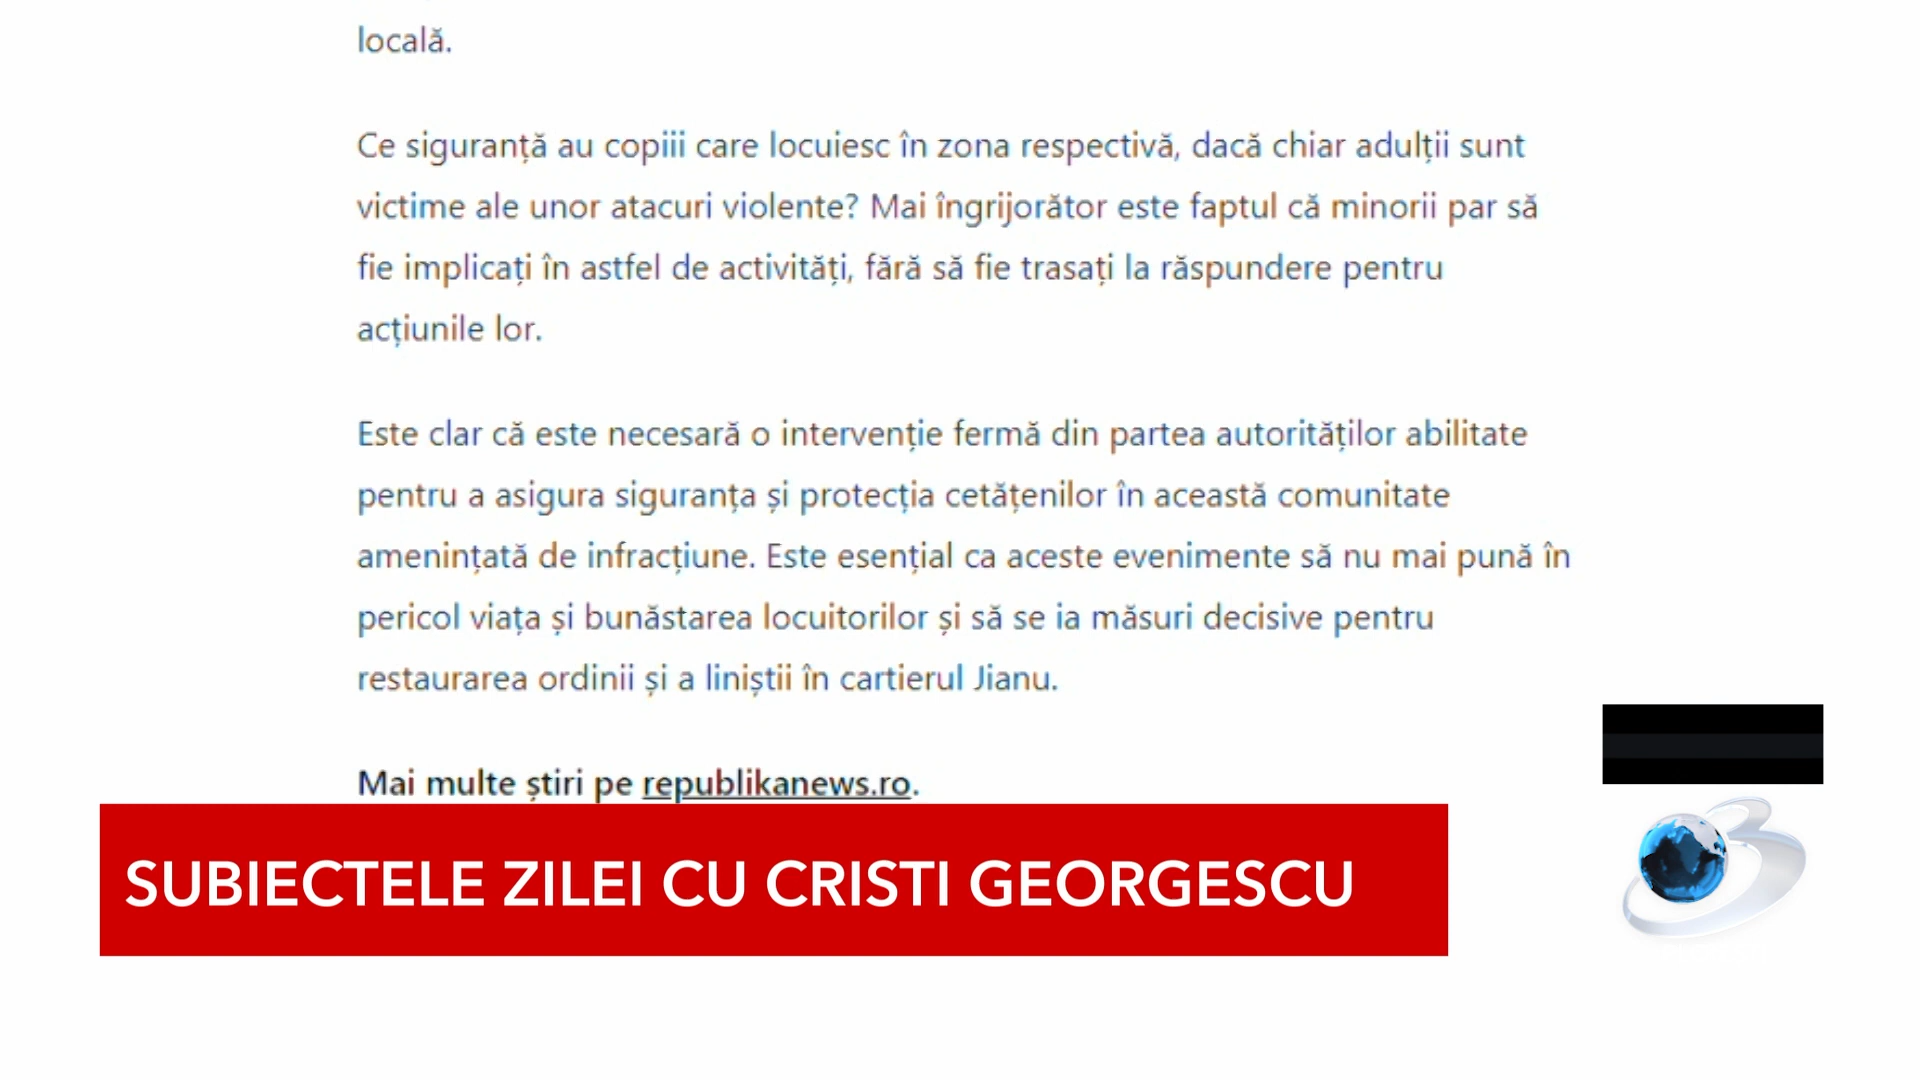 locală.
Ce siguranță au copiii care locuiesc în zona respectivă, dacă chiar adulții sunt
victime ale unor atacuri violente? Mai îngrijorător este faptul că minorii par să
fie implicați în astfel de activități, fără să fie trasați la răspundere pentru
acțiunile lor.
Este clar că este necesară o intervenție fermă din partea autorităților abilitate
pentru a asigura siguranța și protecția cetățenilor în această comunitate
amenințată de infracțiune. Este esențial ca aceste evenimente să nu mai pună în
pericol viața și bunăstarea locuitorilor și să se ia măsuri decisive pentru
restaurarea ordinii și a liniștii în cartierul Jianu.
Mai multe știri pe republikanews.ro.
SUBIECTELE ZILEI CU CRISTI GEORGESCU